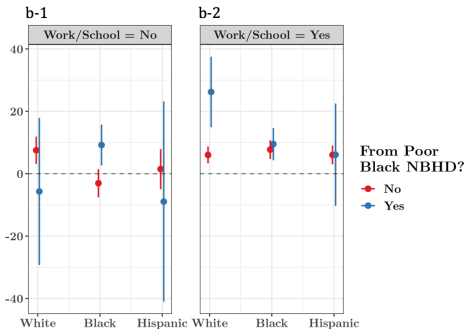 b-1
b-2
Work/School = No
Work/School = Yes
40
20
0
-20
-40
White
Black
Hispanic
White
Black
Hispanic
From Poor
Black NBHD?
No
Yes